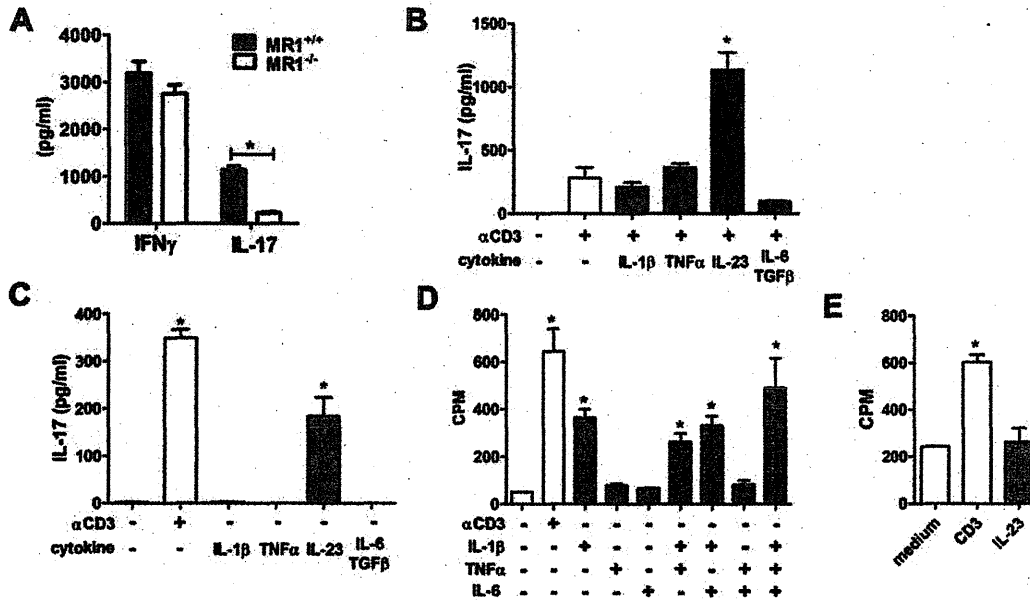 A
4000
3000
2000
1000
0
(pg/ml)
MR1+/+
MR1-/-
*
IFNγ IL-17
B
1500
1000
500
0
IL-17 (pg/ml)
*
αCD3 - + + + + +
cytokine - - IL-1β TNFα IL-23 IL-6 TGFβ
C
400
300
200
100
0
IL-17 (pg/ml)
* *
αCD3 - + - - - -
cytokine - - IL-1β TNFα IL-23 IL-6 TGFβ
D
800
600
400
200
0
CPM
* * * * *
αCD3 - + - - - - - - -
IL-1β - - + - - + + - +
TNFα - - - + - + - + +
IL-6 - - - - + - + + +
E
800
600
400
200
0
CPM
*
medium CD3 IL-23